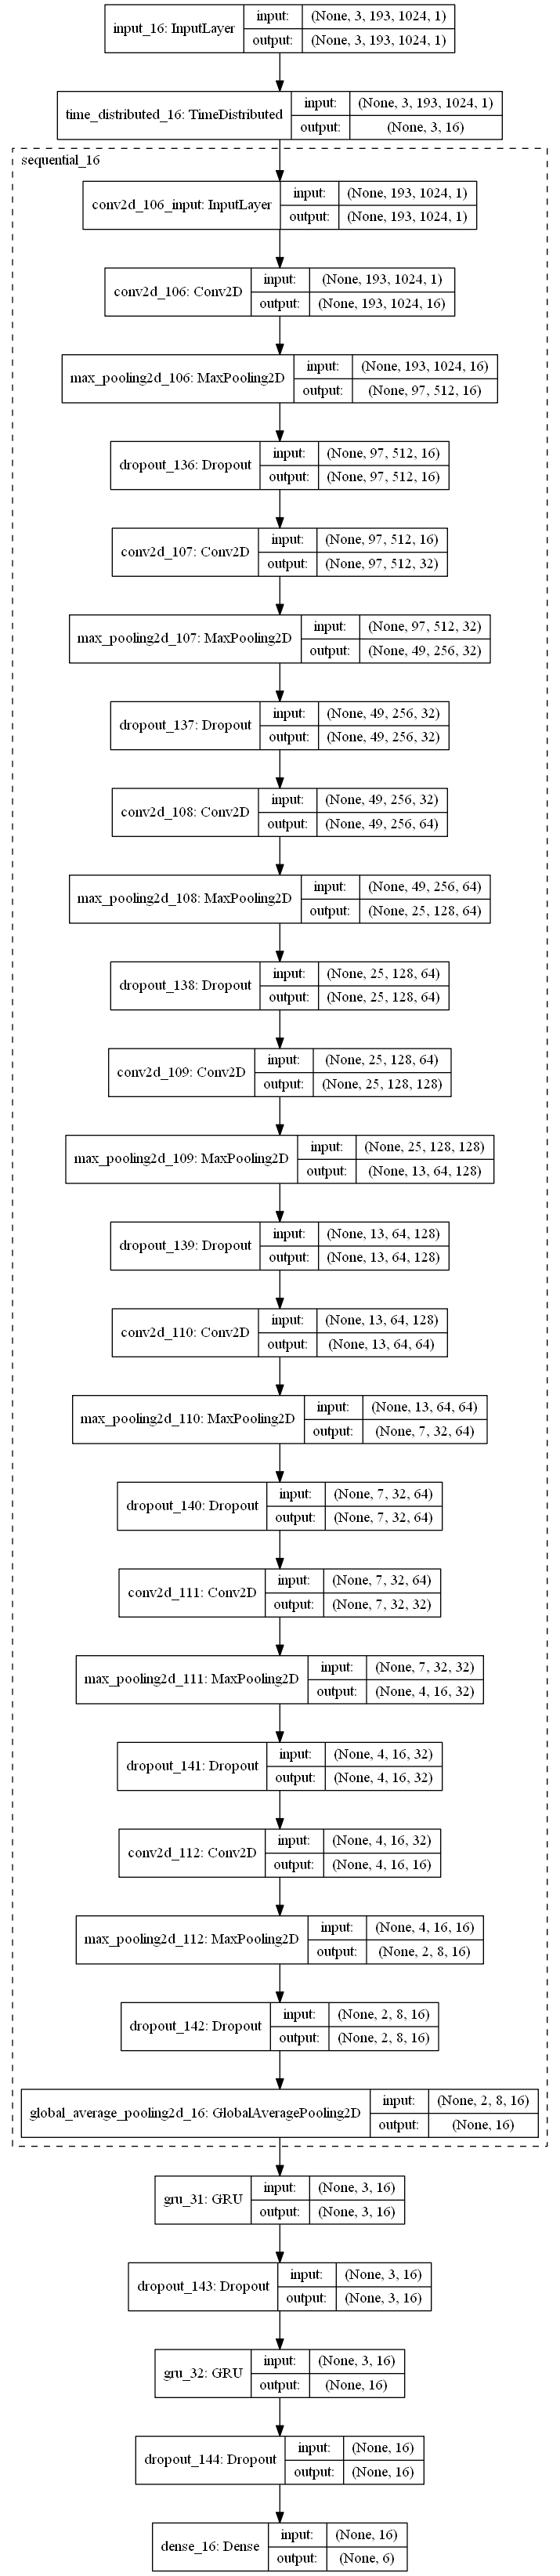 input_16: InputLayer
input: (None, 3, 193, 1024, 1)
output: (None, 3, 193, 1024, 1)
time_distributed_16: TimeDistributed
input: (None, 3, 193, 1024, 1)
output: (None, 3, 16)
sequential_16
conv2d_106_input: InputLayer
input: (None, 193, 1024, 1)
output: (None, 193, 1024, 1)
conv2d_106: Conv2D
input: (None, 193, 1024, 1)
output: (None, 193, 1024, 16)
max_pooling2d_106: MaxPooling2D
input: (None, 193, 1024, 16)
output: (None, 97, 512, 16)
dropout_136: Dropout
input: (None, 97, 512, 16)
output: (None, 97, 512, 16)
conv2d_107: Conv2D
input: (None, 97, 512, 16)
output: (None, 97, 512, 32)
max_pooling2d_107: MaxPooling2D
input: (None, 97, 512, 32)
output: (None, 49, 256, 32)
dropout_137: Dropout
input: (None, 49, 256, 32)
output: (None, 49, 256, 32)
conv2d_108: Conv2D
input: (None, 49, 256, 32)
output: (None, 49, 256, 64)
max_pooling2d_108: MaxPooling2D
input: (None, 49, 256, 64)
output: (None, 25, 128, 64)
dropout_138: Dropout
input: (None, 25, 128, 64)
output: (None, 25, 128, 64)
conv2d_109: Conv2D
input: (None, 25, 128, 64)
output: (None, 25, 128, 128)
max_pooling2d_109: MaxPooling2D
input: (None, 25, 128, 128)
output: (None, 13, 64, 128)
dropout_139: Dropout
input: (None, 13, 64, 128)
output: (None, 13, 64, 128)
conv2d_110: Conv2D
input: (None, 13, 64, 128)
output: (None, 13, 64, 64)
max_pooling2d_110: MaxPooling2D
input: (None, 13, 64, 64)
output: (None, 7, 32, 64)
dropout_140: Dropout
input: (None, 7, 32, 64)
output: (None, 7, 32, 64)
conv2d_111: Conv2D
input: (None, 7, 32, 64)
output: (None, 7, 32, 32)
max_pooling2d_111: MaxPooling2D
input: (None, 7, 32, 32)
output: (None, 4, 16, 32)
dropout_141: Dropout
input: (None, 4, 16, 32)
output: (None, 4, 16, 32)
conv2d_112: Conv2D
input: (None, 4, 16, 32)
output: (None, 4, 16, 16)
max_pooling2d_112: MaxPooling2D
input: (None, 4, 16, 16)
output: (None, 2, 8, 16)
dropout_142: Dropout
input: (None, 2, 8, 16)
output: (None, 2, 8, 16)
global_average_pooling2d_16: GlobalAveragePooling2D
input: (None, 2, 8, 16)
output: (None, 16)
gru_31: GRU
input: (None, 3, 16)
output: (None, 3, 16)
dropout_143: Dropout
input: (None, 3, 16)
output: (None, 3, 16)
gru_32: GRU
input: (None, 3, 16)
output: (None, 16)
dropout_144: Dropout
input: (None, 16)
output: (None, 16)
dense_16: Dense
input: (None, 16)
output: (None, 6)